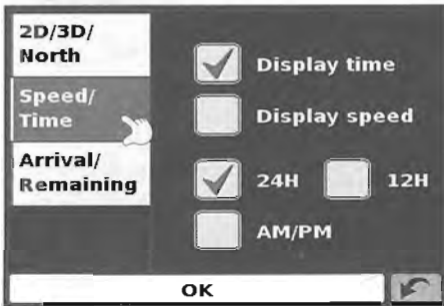 2D/3D/
North
Display time
Speed/
Time
Display speed
Arrival/
Remaining
24H 12H
AM/PM
OK